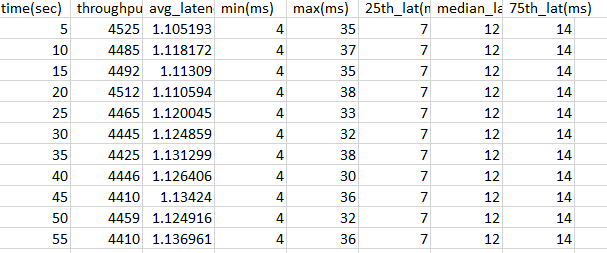 time(sec) throughpu avg_laten min(ms) max(ms) 25th_lat(n median_la 75th_lat(ms)
5 4525 1.105193 4 35 7 12 14
10 4485 1.118172 4 37 7 12 14
15 4492 1.11309 4 35 7 12 14
20 4512 1.110594 4 38 7 12 14
25 4465 1.120045 4 33 7 12 14
30 4445 1.124859 4 32 7 12 14
35 4425 1.131299 4 38 7 12 14
40 4446 1.126406 4 30 7 12 14
45 4410 1.13424 4 36 7 12 14
50 4459 1.124916 4 32 7 12 14
55 4410 1.136961 4 36 7 12 14